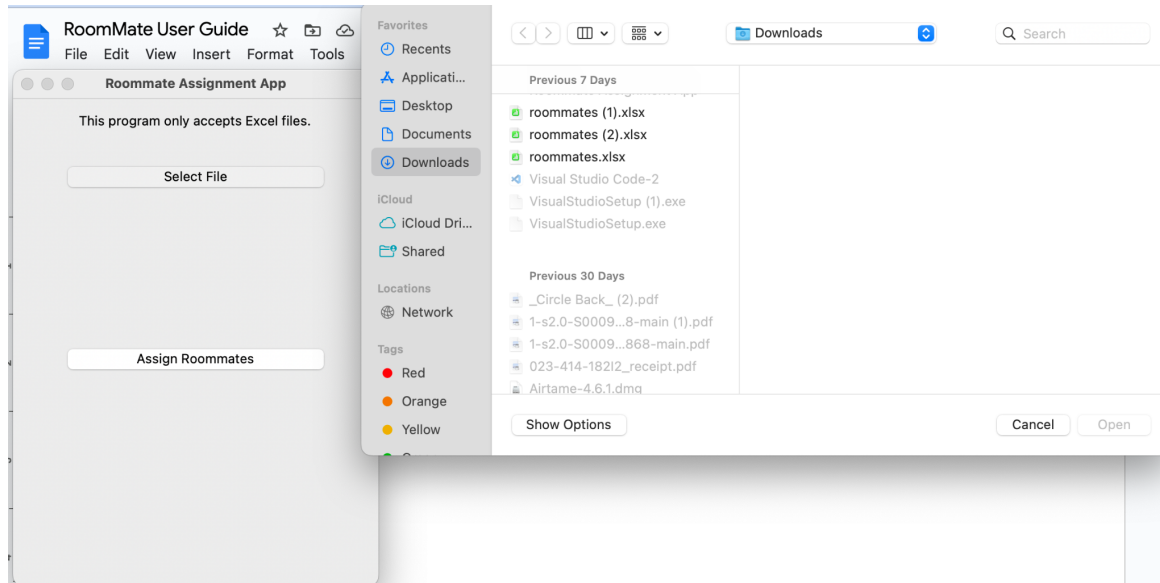 RoomMate User Guide
File Edit View Insert Format Tools
Roommate Assignment App
This program only accepts Excel files.
Select File
Assign Roommates
Favorites
Recents
Applicati...
Desktop
Documents
Downloads
iCloud
iCloud Dri...
Shared
Locations
Network
Tags
Red
Orange
Yellow
Downloads
Search
Previous 7 Days
roommates (1).xlsx
roommates (2).xlsx
roommates.xlsx
Visual Studio Code-2
VisualStudioSetup (1).exe
VisualStudioSetup.exe
Previous 30 Days
_Circle Back_ (2).pdf
1-s2.0-S0009...8-main (1).pdf
1-s2.0-S0009...868-main.pdf
023-414-182I2_receipt.pdf
Airtame-4.6.1.dmg
Show Options
Cancel
Open